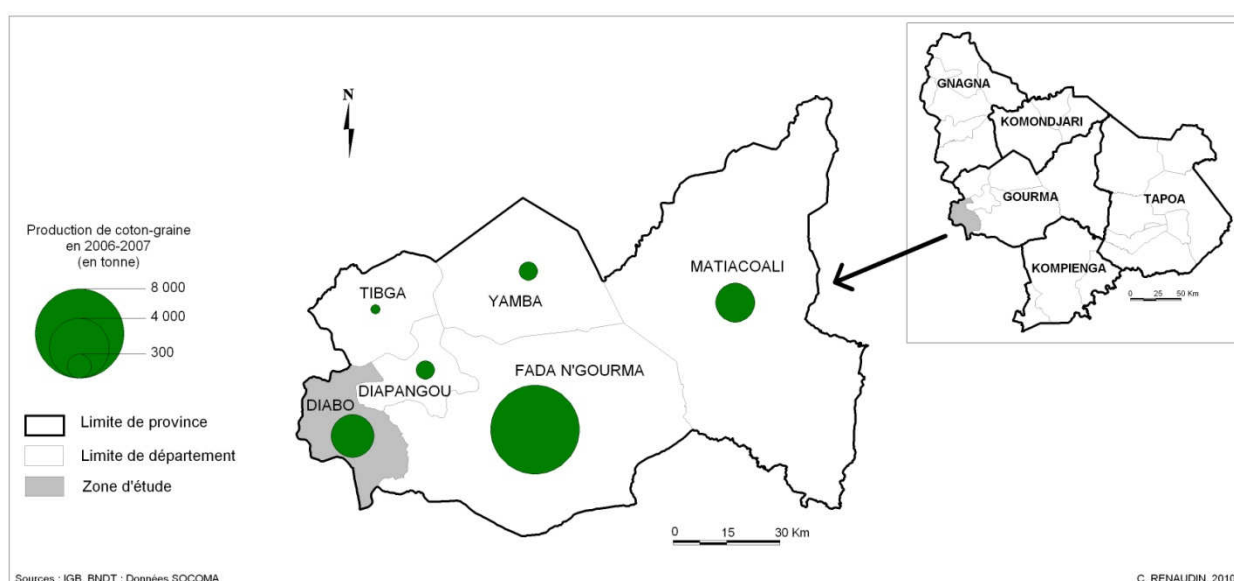 N
Production de coton-graine
en 2006-2007
(en tonne)
8 000
4 000
300
Limite de province
Limite de département
Zone d'étude
TIBGA
YAMBA
MATIACOALI
DIAPANGOU
FADA N'GOURMA
DIABO
0 15 30 Km
GNAGNA
KOMONDJARI
GOURMA
TAPOA
KOMPIENGA
0 25 50 Km
Sources : IGB, BNDT ; Données SOCOMA
C. RENAUDIN, 2010